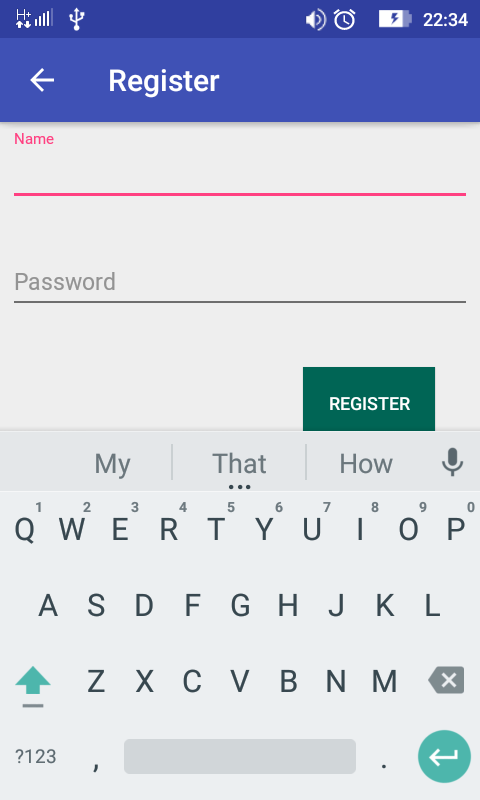 H+ 22:34
Register
Name
Password
REGISTER
My That How
1 2 3 4 5 6 7 8 9 0
Q W E R T Y U I O P
A S D F G H J K L
Z X C V B N M
?123 , .